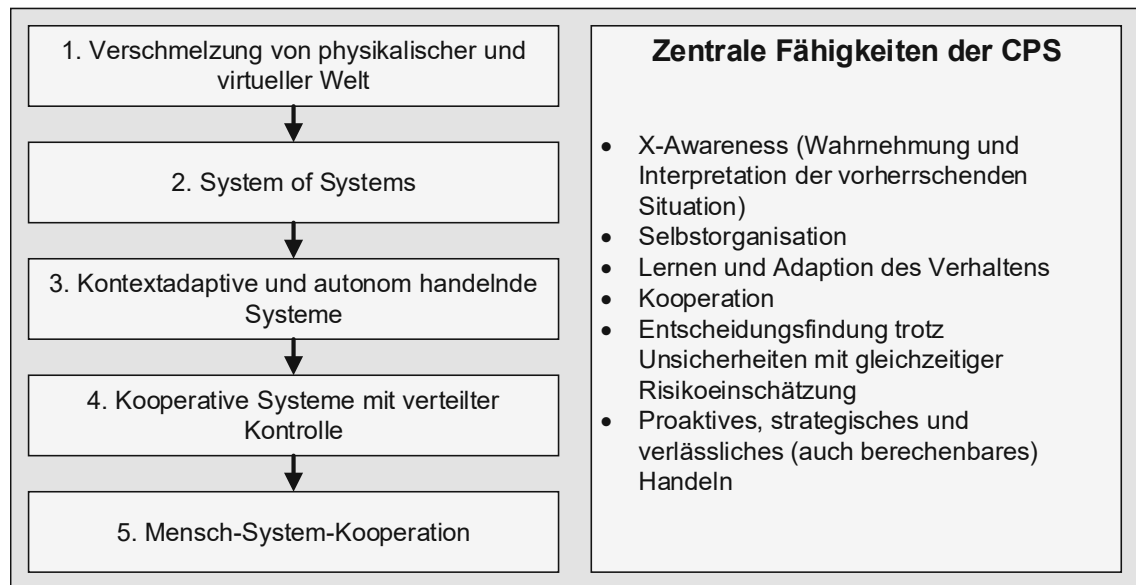 1. Verschmelzung von physikalischer und
virtueller Welt
2. System of Systems
3. Kontextadaptive und autonom handelnde
Systeme
4. Kooperative Systeme mit verteilter
Kontrolle
5. Mensch-System-Kooperation
Zentrale Fähigkeiten der CPS
• X-Awareness (Wahrnehmung und
Interpretation der vorherrschenden
Situation)
• Selbstorganisation
• Lernen und Adaption des Verhaltens
• Kooperation
• Entscheidungsfindung trotz
Unsicherheiten mit gleichzeitiger
Risikoeinschätzung
• Proaktives, strategisches und
verlässliches (auch berechenbares)
Handeln